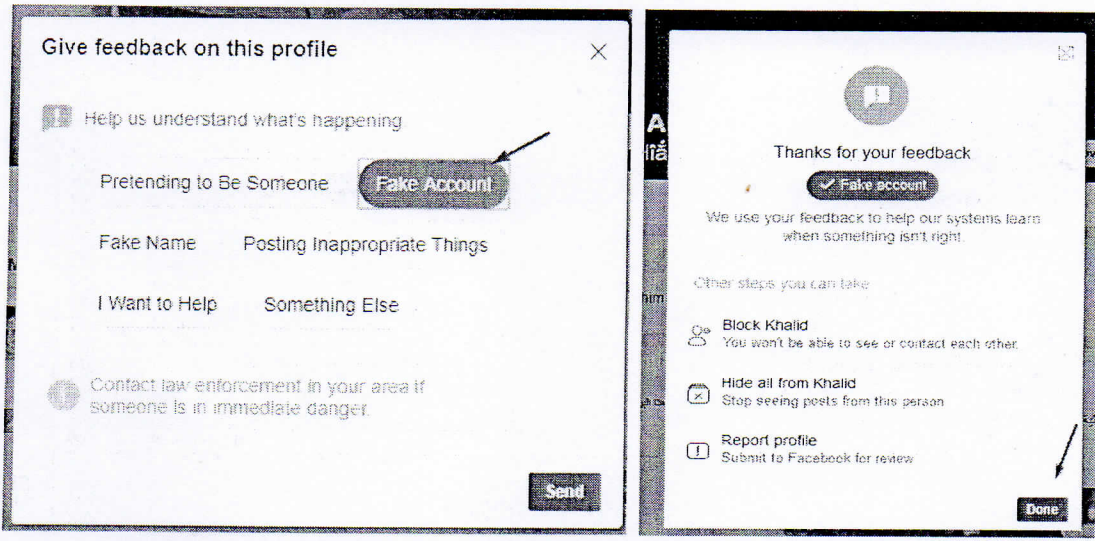 Give feedback on this profile
Help us understand what's happening
Pretending to Be Someone Fake Account
Fake Name Posting Inappropriate Things
I Want to Help Something Else
Contact law enforcement in your area if
someone is in immediate danger.
Send
Thanks for your feedback
Fake account
We use your feedback to help our systems learn
when something isn't right.
Other steps you can take
Block Khalid
You won't be able to see or contact each other.
Hide all from Khalid
Stop seeing posts from this person
Report profile
Submit to Facebook for review
Done
A
him